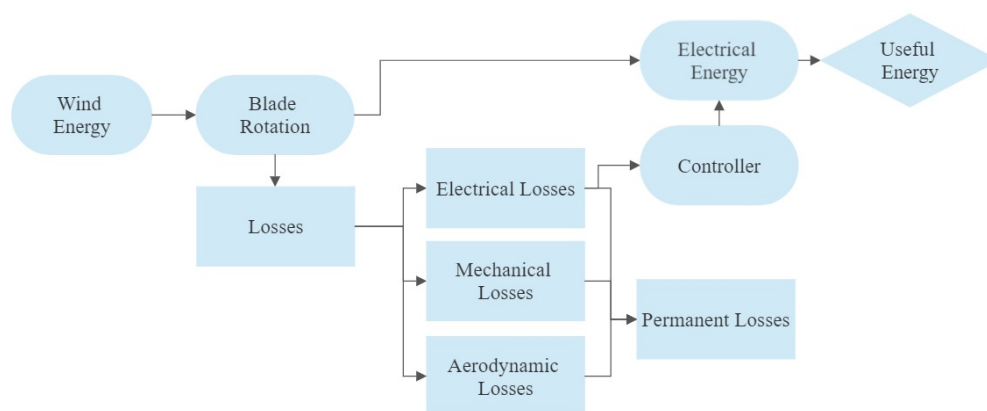 Wind
Energy
Blade
Rotation
Electrical
Energy
Useful
Energy
Controller
Losses
Electrical Losses
Mechanical
Losses
Aerodynamic
Losses
Permanent Losses